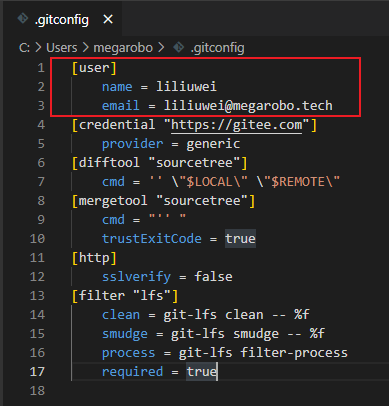 .gitconfig
C: > Users > megarobo > .gitconfig
1 [user]
2 name = liliuwei
3 email = liliuwei@megarobo.tech
4 [credential "https://gitee.com"]
5 provider = generic
6 [difftool "sourcetree"]
7 cmd = '' \"$LOCAL\" \"$REMOTE\"
8 [mergetool "sourcetree"]
9 cmd = "'' "
10 trustExitCode = true
11 [http]
12 sslverify = false
13 [filter "lfs"]
14 clean = git-lfs clean -- %f
15 smudge = git-lfs smudge -- %f
16 process = git-lfs filter-process
17 required = true
18